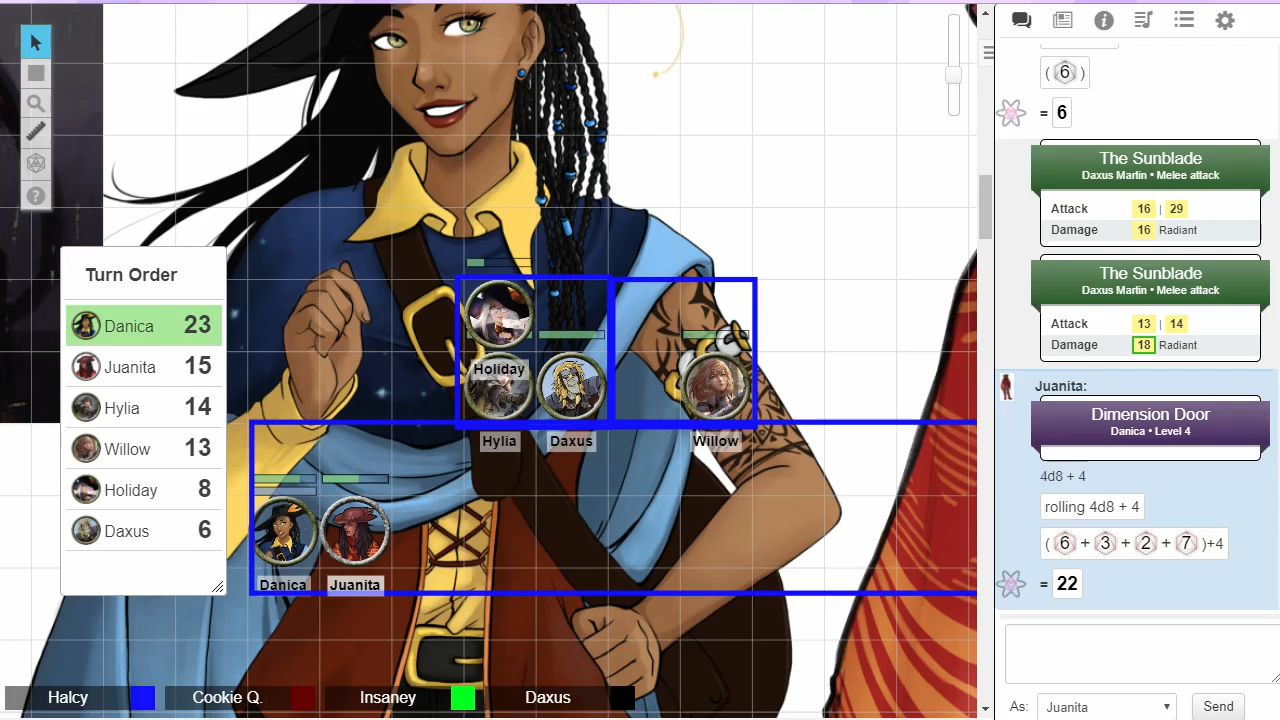 Turn Order
Danica 23
Juanita 15
Hylia 14
Willow 13
Holiday 8
Daxus 6
Holiday
Hylia
Daxus
Willow
Danica
Juanita
Halcy
Cookie Q.
Insaney
Daxus
?
( 6 )
= 6
The Sunblade
Daxus Martin • Melee attack
Attack 16 | 29
Damage 16 Radiant
The Sunblade
Daxus Martin • Melee attack
Attack 13 | 14
Damage 18 Radiant
Juanita:
Dimension Door
Danica • Level 4
4d8 + 4
rolling 4d8 + 4
( 6 + 3 + 2 + 7 )+4
= 22
As: Juanita Send